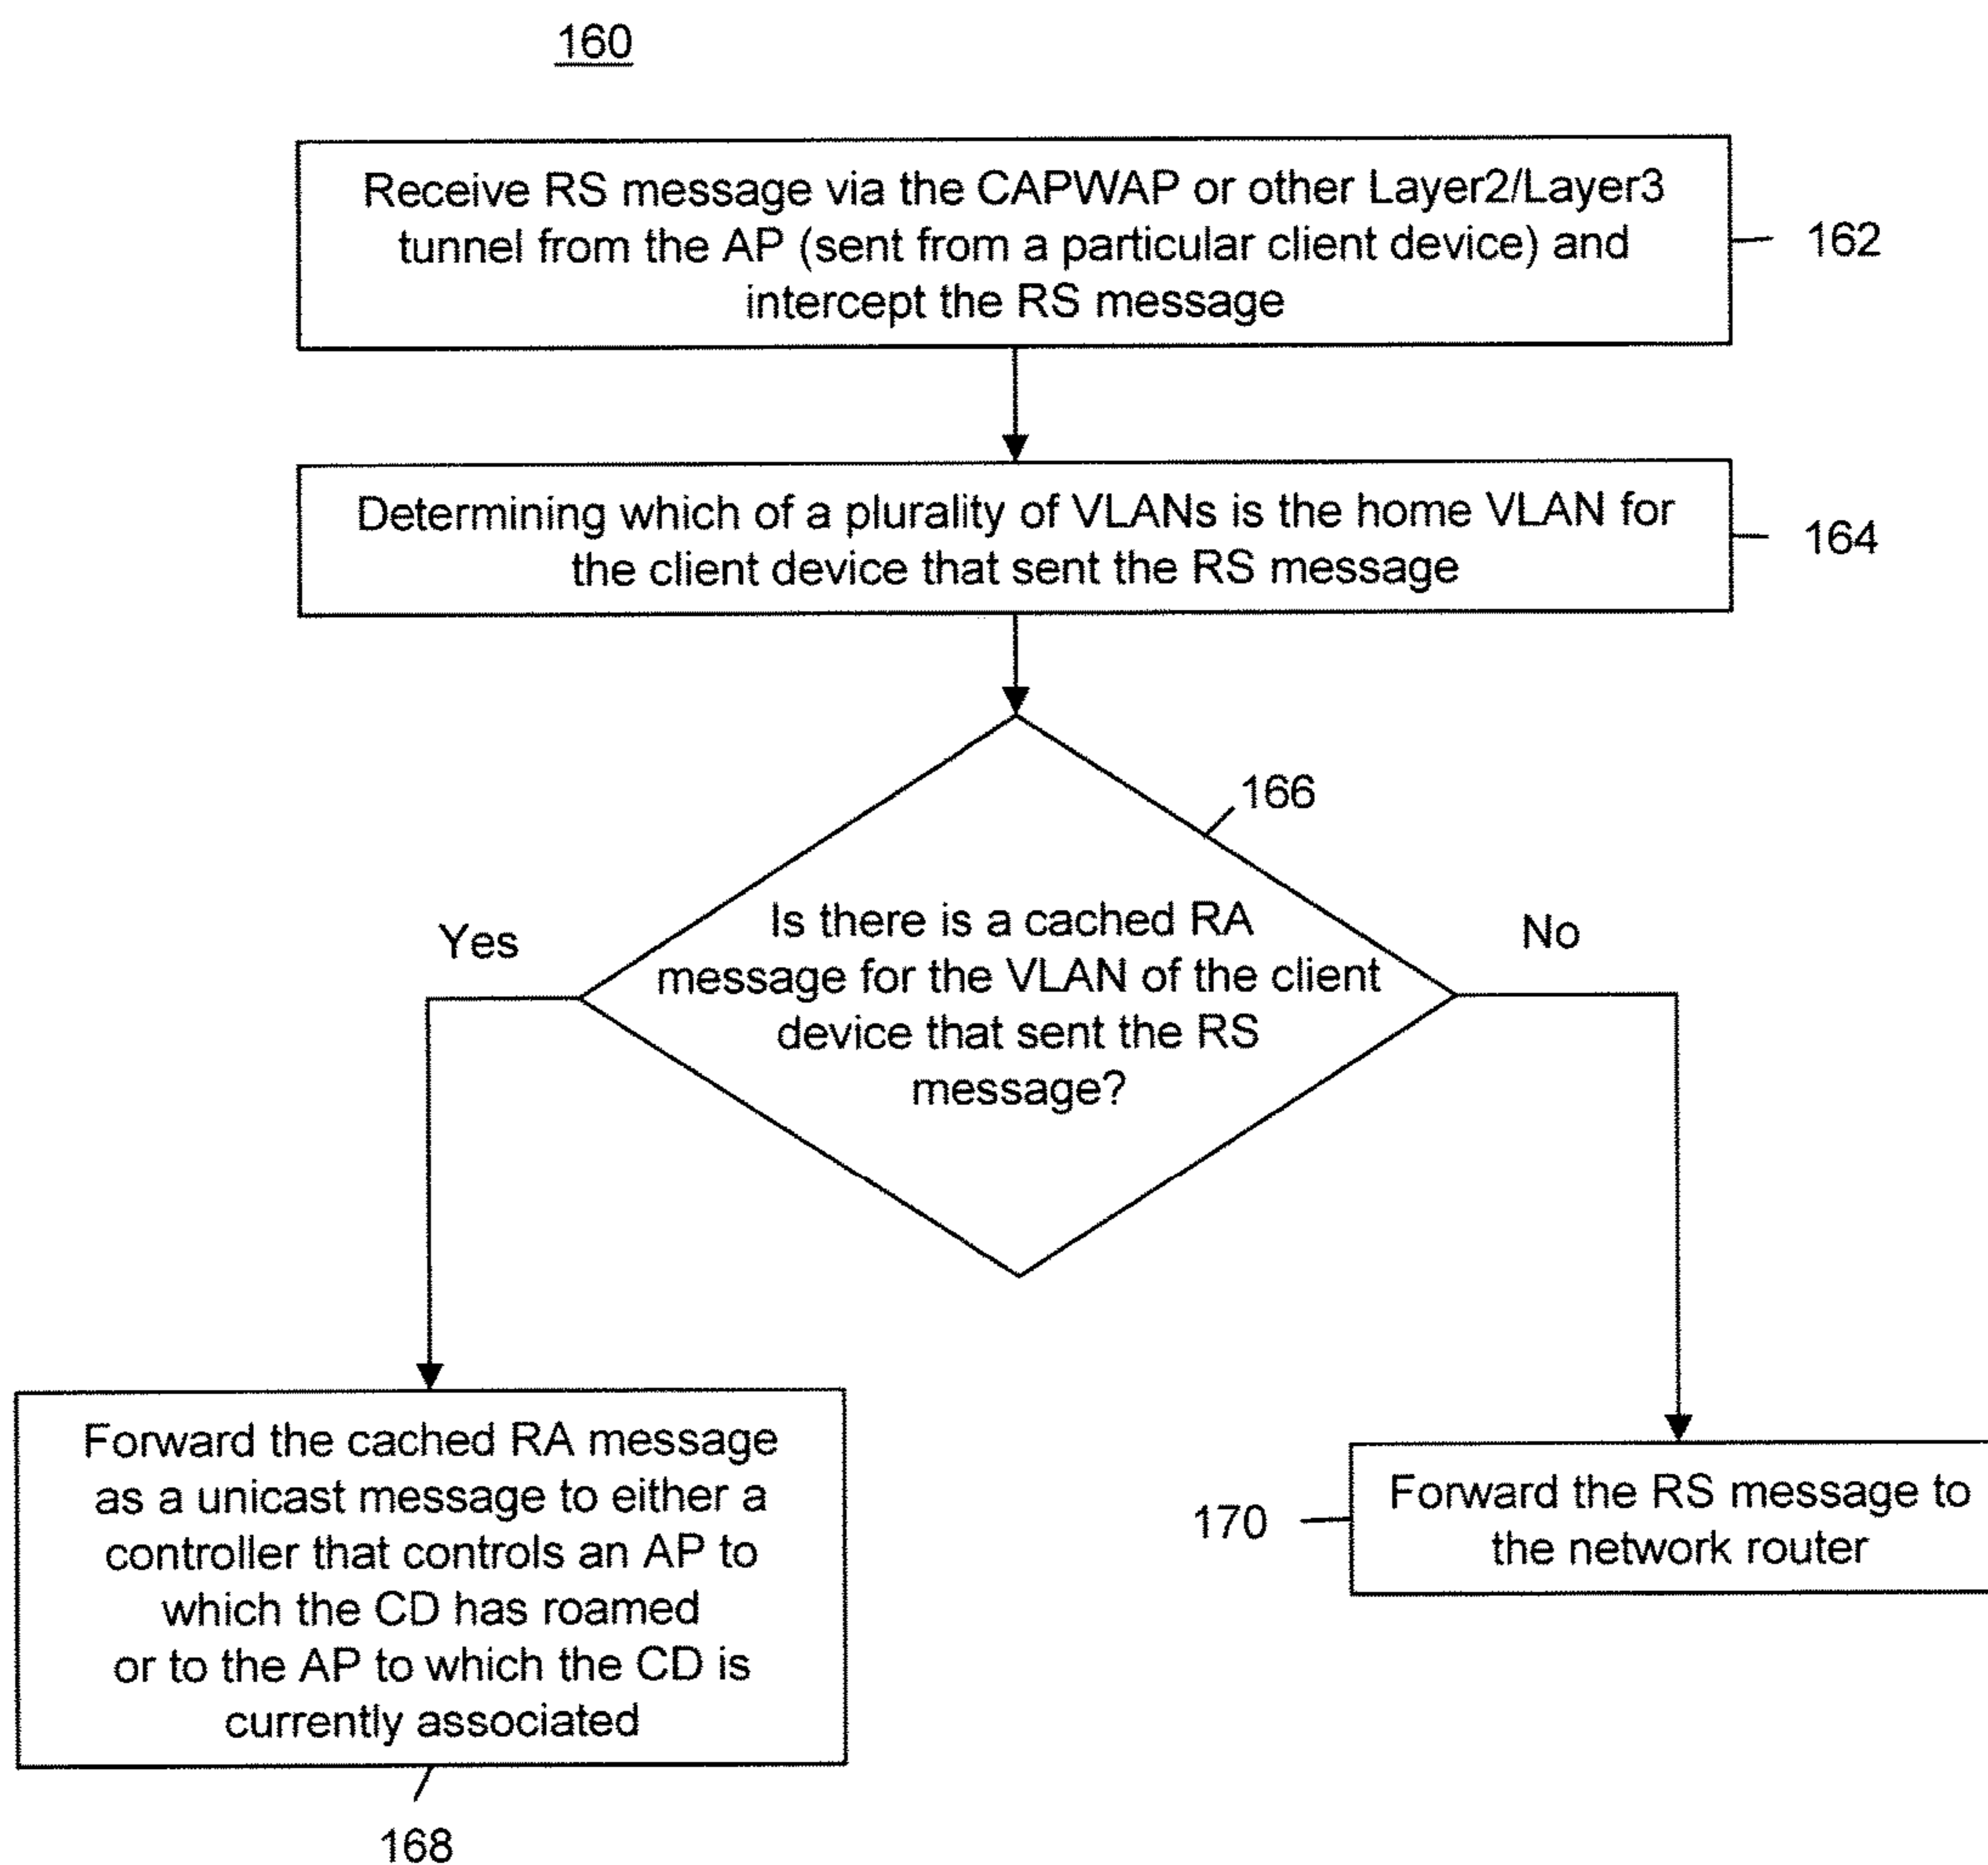 160
Receive RS message via the CAPWAP or other Layer2/Layer3
tunnel from the AP (sent from a particular client device) and
intercept the RS message
162
Determining which of a plurality of VLANs is the home VLAN for
the client device that sent the RS message
164
166
Is there is a cached RA
message for the VLAN of the client
device that sent the RS
message?
Yes
No
Forward the cached RA message
as a unicast message to either a
controller that controls an AP to
which the CD has roamed
or to the AP to which the CD is
currently associated
168
170
Forward the RS message to
the network router